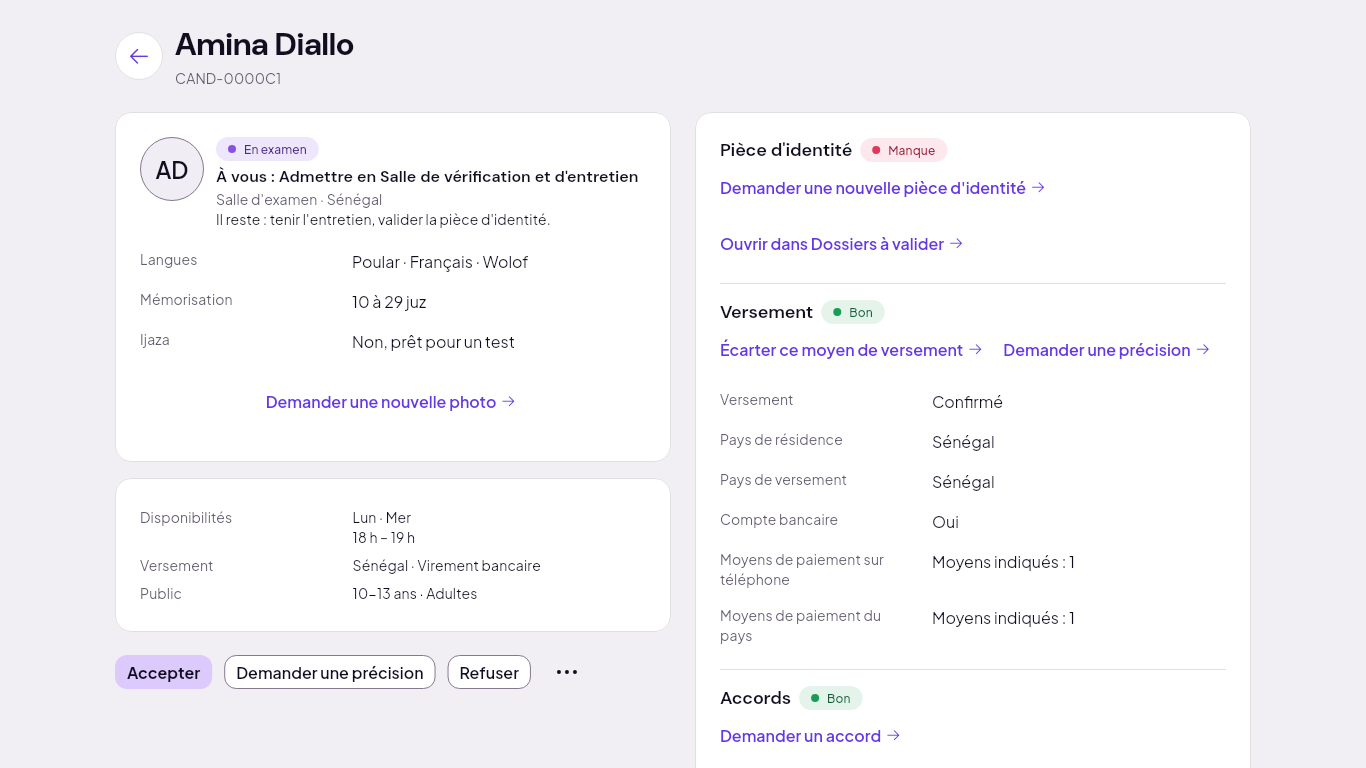 Amina Diallo
CAND-0000C1
AD
En examen
À vous : Admettre en Salle de vérification et d'entretien
Salle d'examen · Sénégal
Il reste : tenir l'entretien, valider la pièce d'identité.
Langues
Poular · Français · Wolof
Mémorisation
10 à 29 juz
Ijaza
Non, prêt pour un test
Demander une nouvelle photo →
Disponibilités
Lun · Mer
18 h – 19 h
Versement
Sénégal · Virement bancaire
Public
10–13 ans · Adultes
Accepter
Demander une précision
Refuser
Pièce d'identité
Manque
Demander une nouvelle pièce d'identité →
Ouvrir dans Dossiers à valider →
Versement
Bon
Écarter ce moyen de versement →
Demander une précision →
Versement
Confirmé
Pays de résidence
Sénégal
Pays de versement
Sénégal
Compte bancaire
Oui
Moyens de paiement sur
téléphone
Moyens indiqués : 1
Moyens de paiement du
pays
Moyens indiqués : 1
Accords
Bon
Demander un accord →